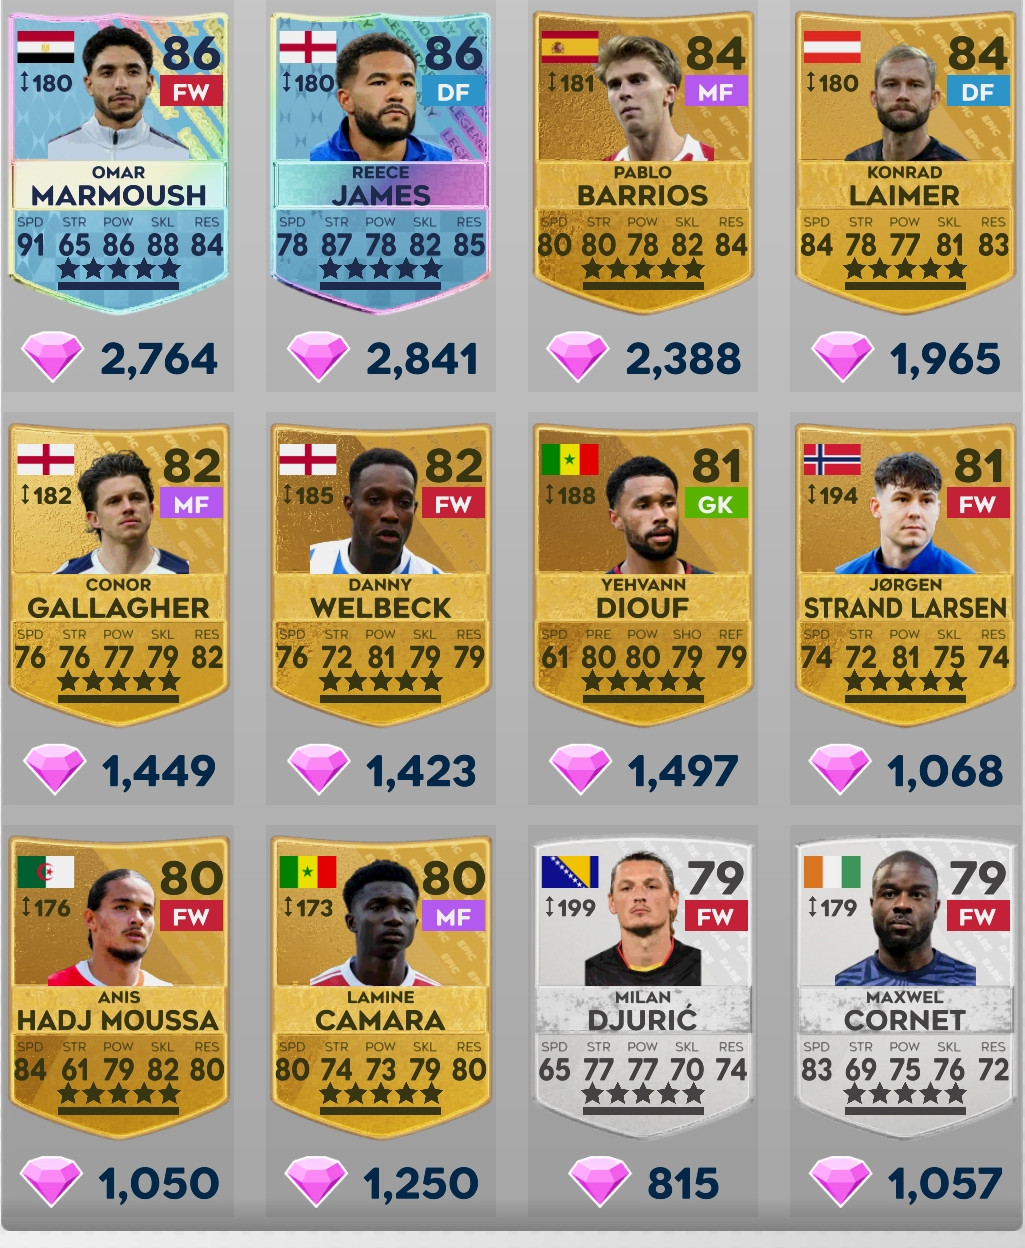 86
180
FW
OMAR
MARMOUSH
SPD STR POW SKL RES
91 65 86 88 84
2,764
86
180
DF
REECE
JAMES
SPD STR POW SKL RES
78 87 78 82 85
2,841
84
181
MF
PABLO
BARRIOS
SPD STR POW SKL RES
80 80 78 82 84
2,388
84
180
DF
KONRAD
LAIMER
SPD STR POW SKL RES
84 78 77 81 83
1,965
82
182
MF
CONOR
GALLAGHER
SPD STR POW SKL RES
76 76 77 79 82
1,449
82
185
FW
DANNY
WELBECK
SPD STR POW SKL RES
76 72 81 79 79
1,423
81
188
GK
YEHVANN
DIOUF
SPD PRE POW SHO REF
61 80 80 79 79
1,497
81
194
FW
JØRGEN
STRAND LARSEN
SPD STR POW SKL RES
74 72 81 75 74
1,068
80
176
FW
ANIS
HADJ MOUSSA
SPD STR POW SKL RES
84 61 79 82 80
1,050
80
173
MF
LAMINE
CAMARA
SPD STR POW SKL RES
80 74 73 79 80
1,250
79
199
FW
MILAN
DJURIĆ
SPD STR POW SKL RES
65 77 77 70 74
815
79
179
FW
MAXWEL
CORNET
SPD STR POW SKL RES
83 69 75 76 72
1,057